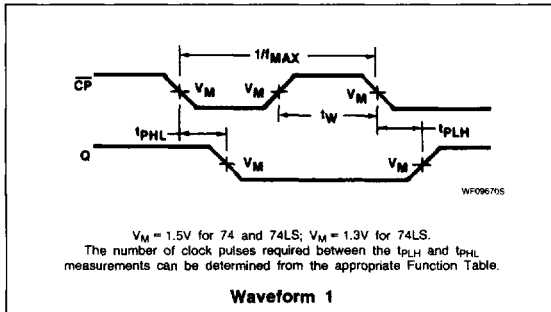 1/fMAX
CP
VM VM VM
tW
tPHL tPLH
Q
VM VM
WF09670S
VM = 1.5V for 74 and 74LS; VM = 1.3V for 74LS.
The number of clock pulses required between the tPLH and tPHL
measurements can be determined from the appropriate Function Table.
Waveform 1